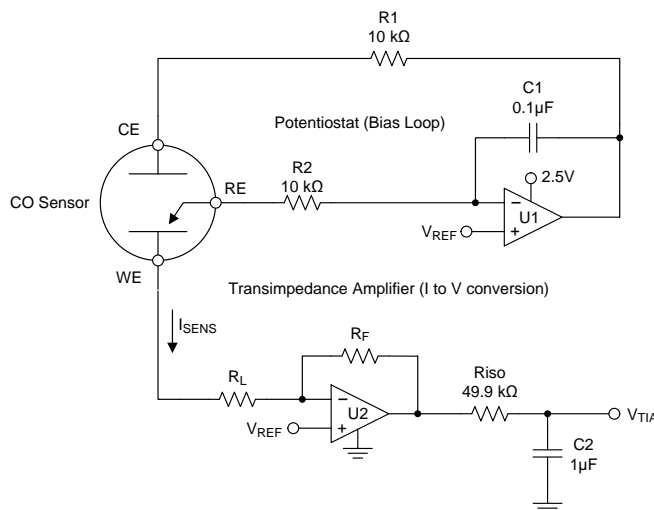 R1
10 kΩ
C1
0.1µF
Potentiostat (Bias Loop)
CE
RE
R2
10 kΩ
2.5V
CO Sensor
−
U1
+
VREF
WE
Transimpedance Amplifier (I to V conversion)
ISENS
RF
RL
Riso
49.9 kΩ
−
U2
+
VREF
VTIA
C2
1µF